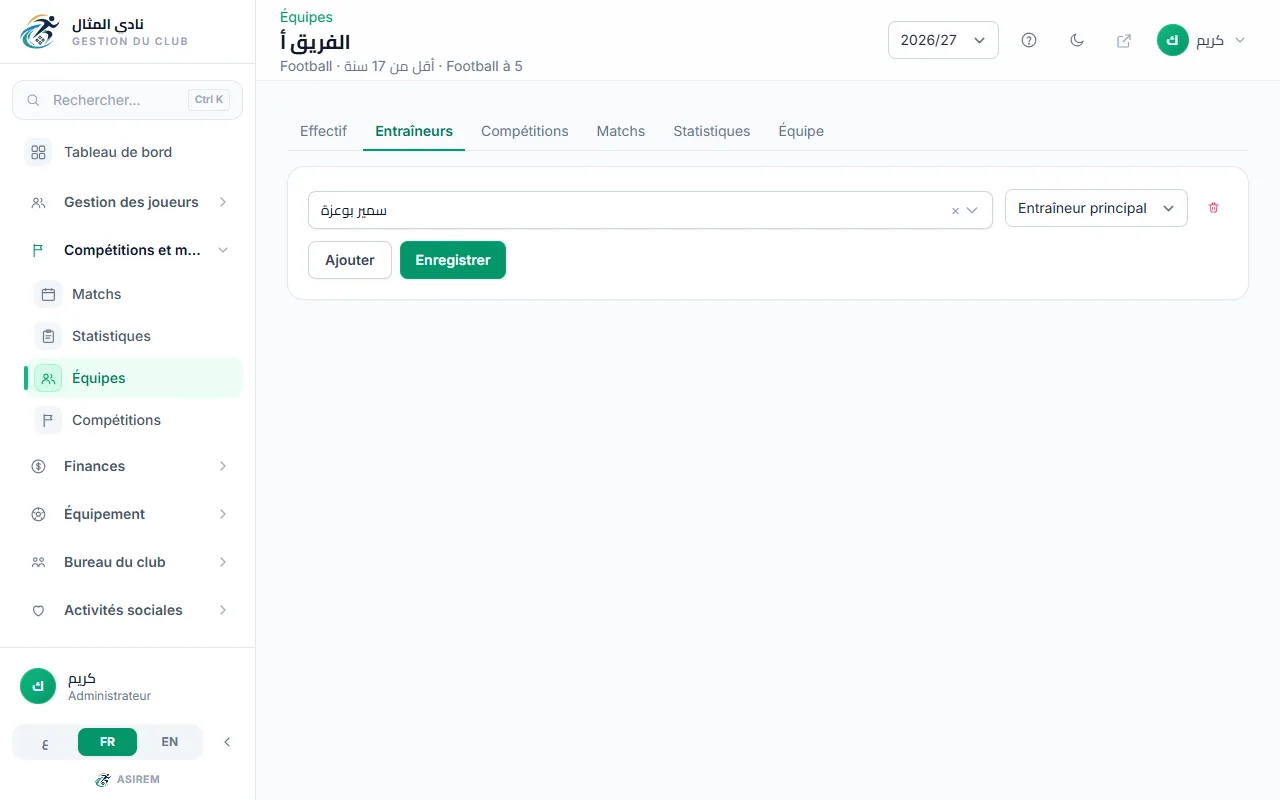 نادي المثال
GESTION DU CLUB
Rechercher...
Ctrl K
Tableau de bord
Gestion des joueurs
Compétitions et m...
Matchs
Statistiques
Équipes
Compétitions
Finances
Équipement
Bureau du club
Activités sociales
كريم
Administrateur
ع
FR
EN
ASIREM
Équipes
الفريق أ
Football · أقل من 17 سنة · Football à 5
2026/27
ك
كريم
Effectif
Entraîneurs
Compétitions
Matchs
Statistiques
Équipe
سمير بوعزة
Entraîneur principal
Ajouter
Enregistrer